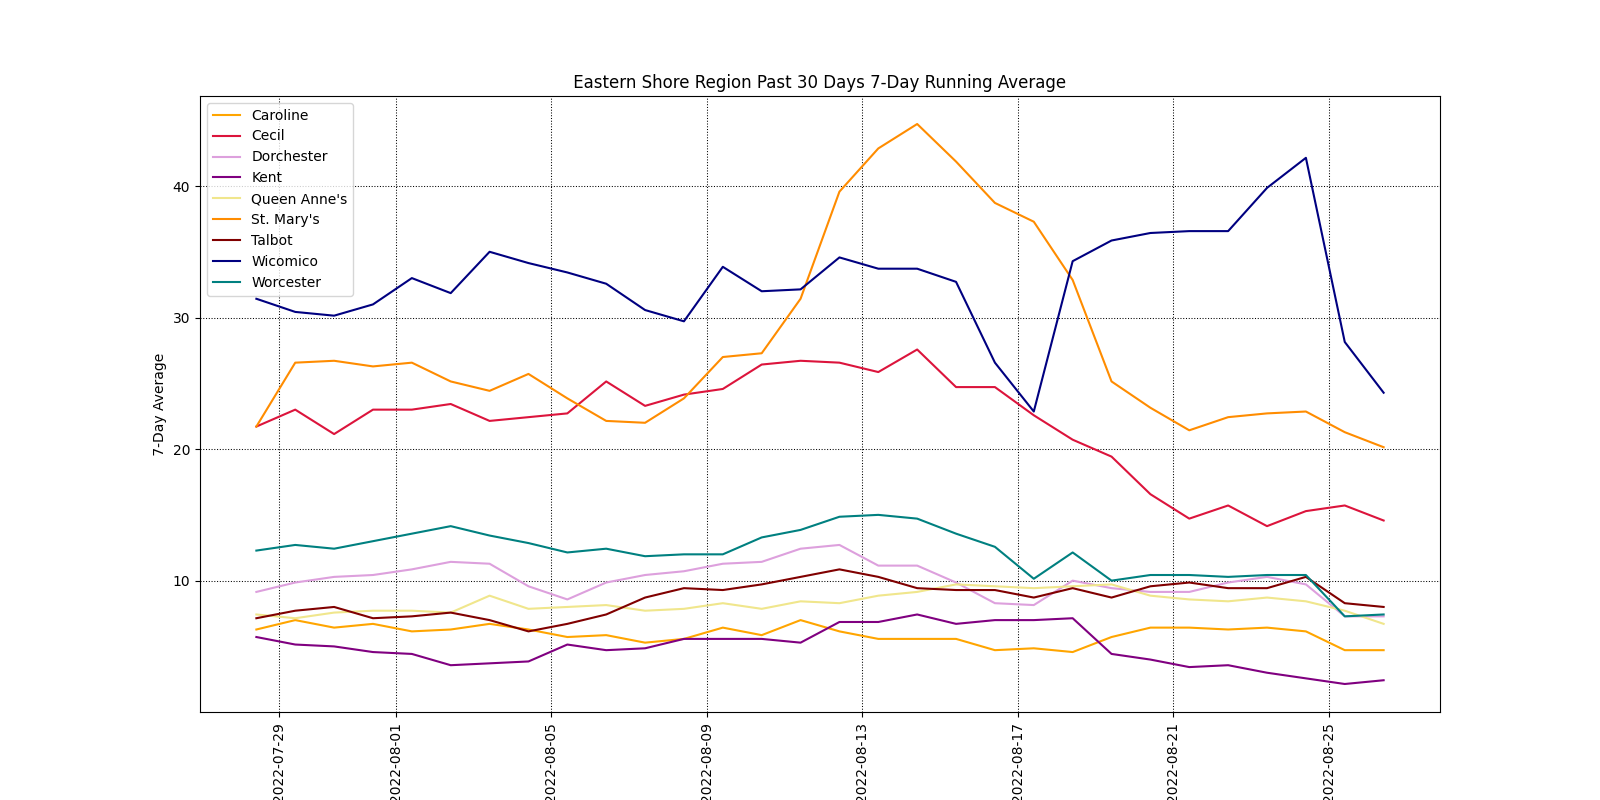 Eastern Shore Region Past 30 Days 7-Day Running Average
Caroline
Cecil
Dorchester
Kent
Queen Anne's
St. Mary's
Talbot
Wicomico
Worcester
7-Day Average
40
30
20
10
2022-07-29
2022-08-01
2022-08-05
2022-08-09
2022-08-13
2022-08-17
2022-08-21
2022-08-25